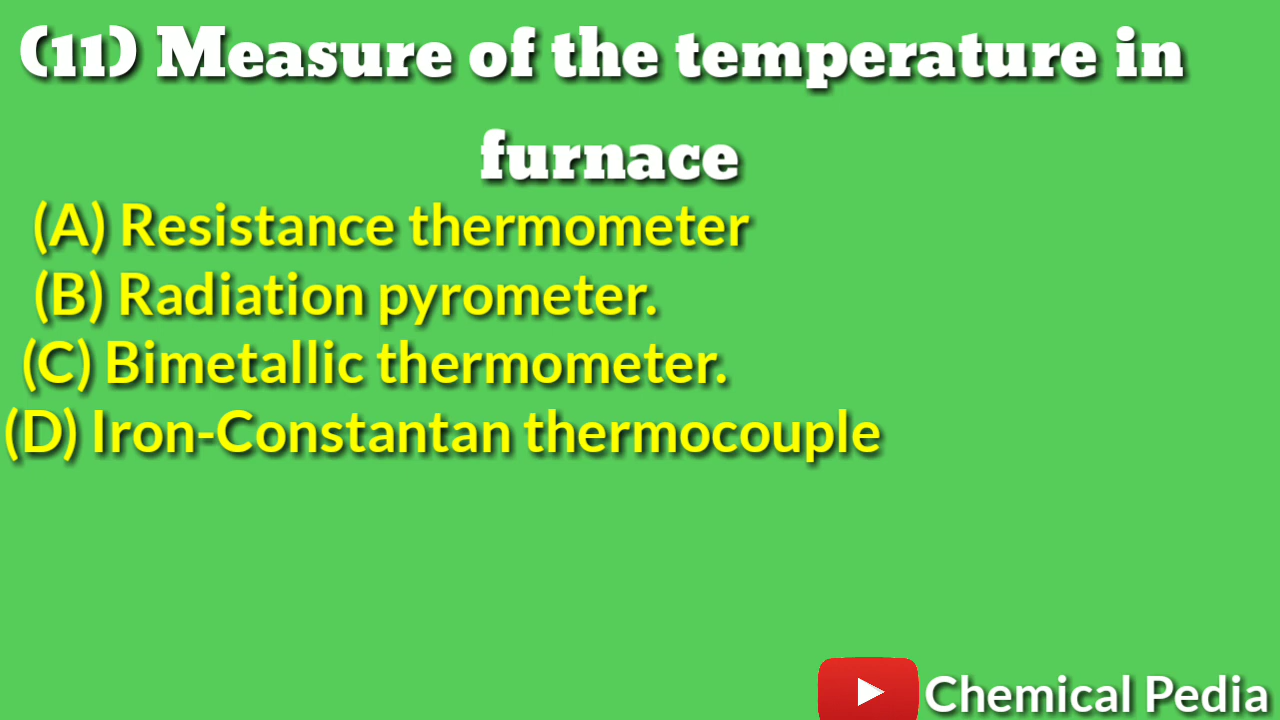 (11) Measure of the temperature in
furnace
(A) Resistance thermometer
(B) Radiation pyrometer.
(C) Bimetallic thermometer.
(D) Iron-Constantan thermocouple
Chemical Pedia